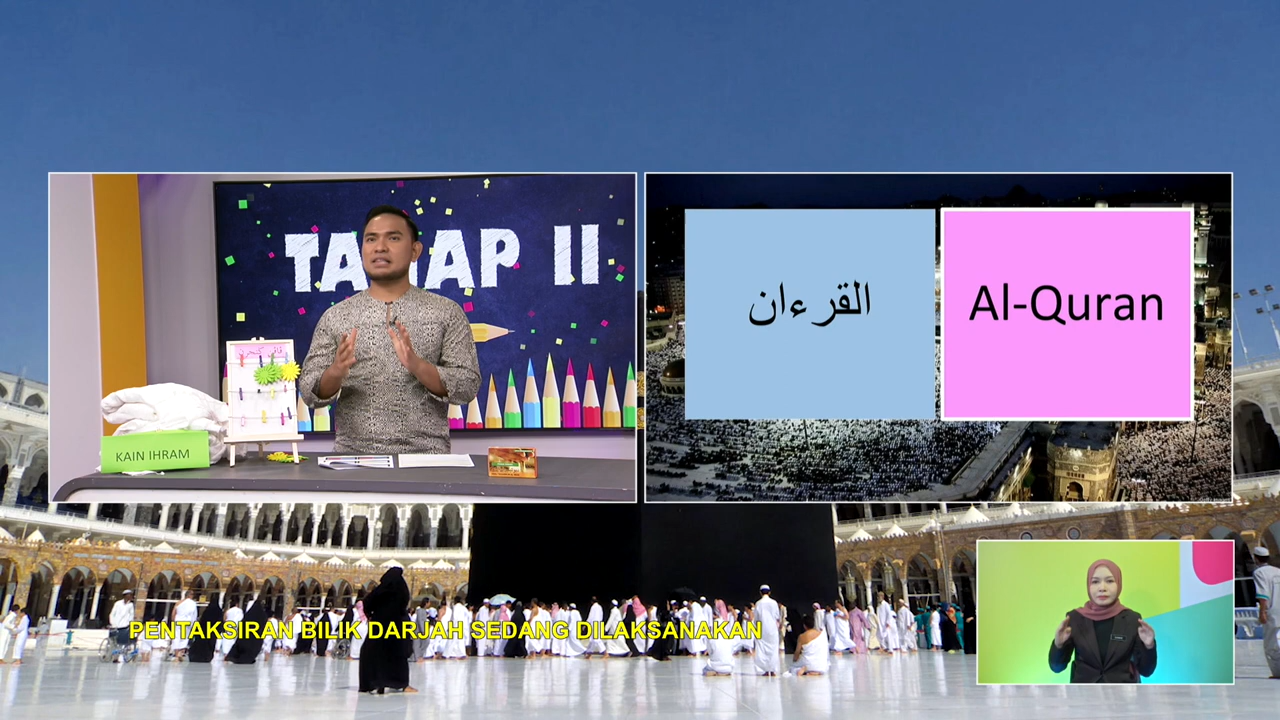 TAHAP II
KAIN IHRAM
القرءان
Al-Quran
PENTAKSIRAN BILIK DARJAH SEDANG DILAKSANAKAN